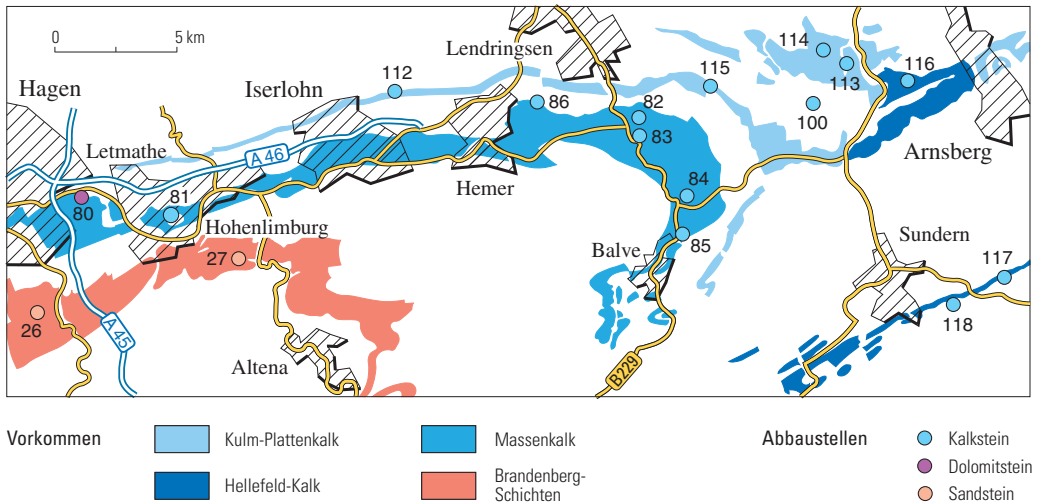 0 5 km
Hagen
Lendringsen
114
113
116
112
115
Iserlohn
86
82
100
83
Letmathe
A 46
Arnsberg
Hemer
84
80
81
Hohenlimburg
85
Sundern
27
Balve
117
26
118
A 45
Altena
B229
Vorkommen
Kulm-Plattenkalk
Massenkalk
Hellefeld-Kalk
Brandenberg-
Schichten
Abbaustellen
Kalkstein
Dolomitstein
Sandstein